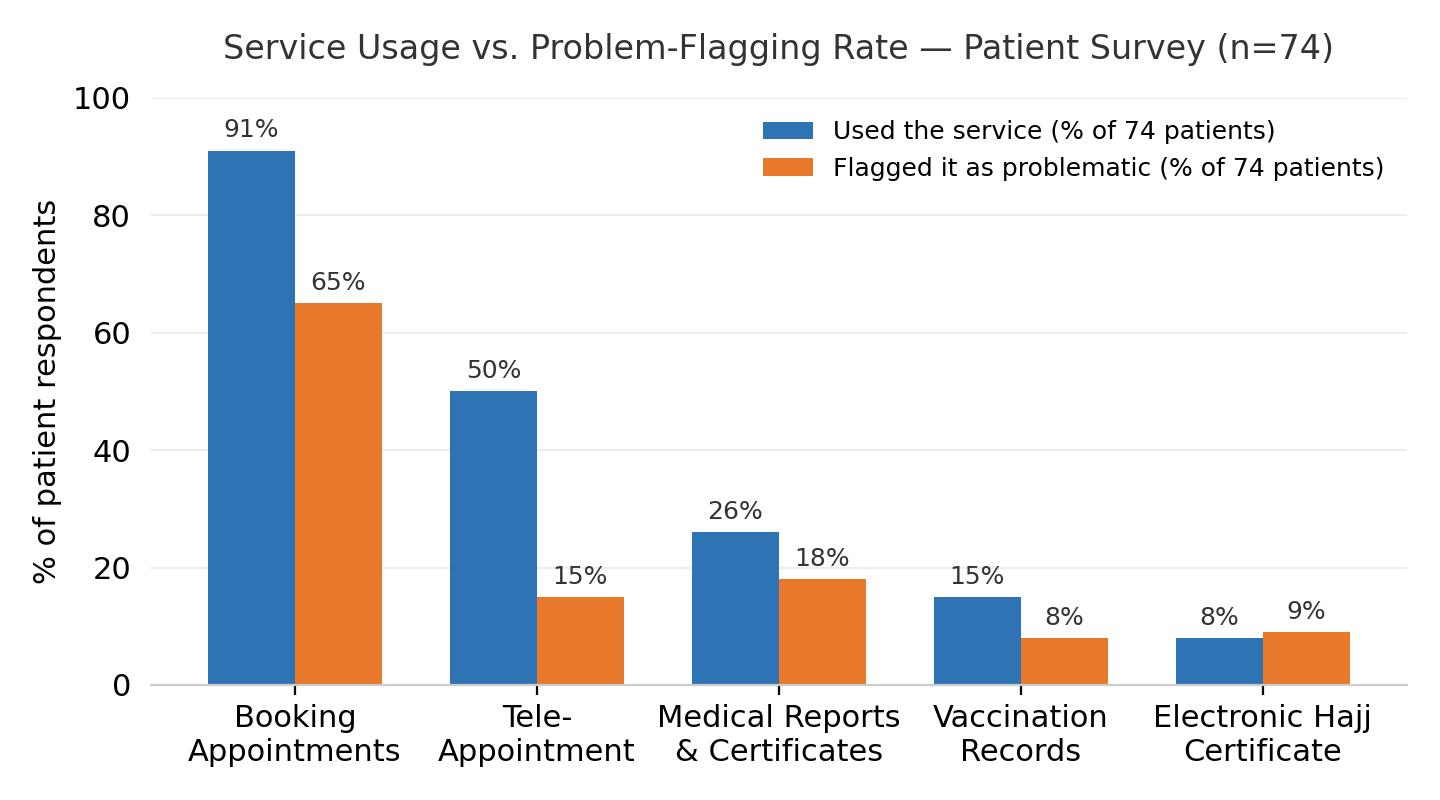 Service Usage vs. Problem-Flagging Rate — Patient Survey (n=74)
Used the service (% of 74 patients)
Flagged it as problematic (% of 74 patients)
% of patient respondents
100
80
60
40
20
0
91%
65%
50%
15%
26%
18%
15%
8%
8%
9%
Booking
Appointments
Tele-
Appointment
Medical Reports
& Certificates
Vaccination
Records
Electronic Hajj
Certificate